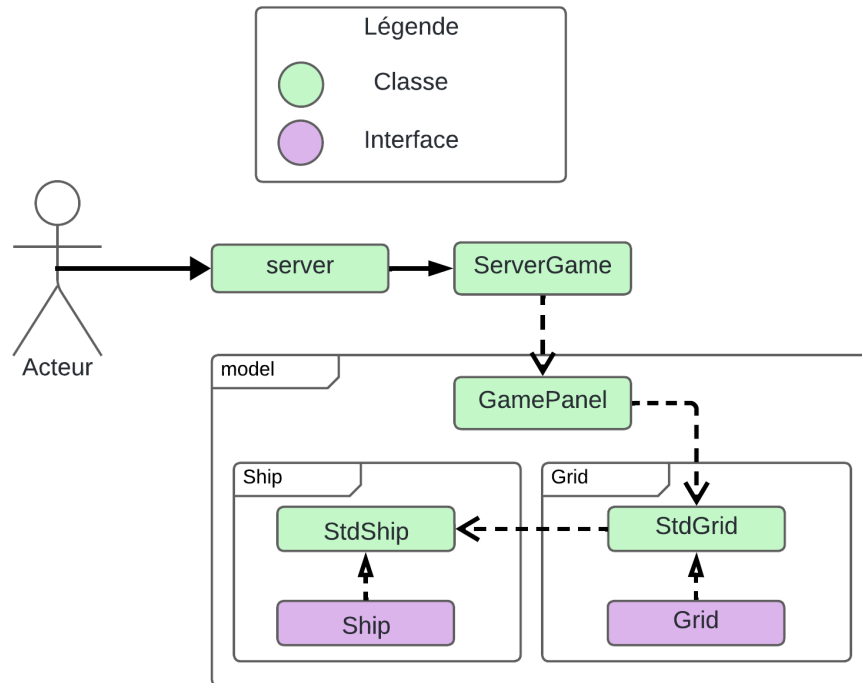 Légende
Classe
Interface
server
ServerGame
Acteur
model
GamePanel
Ship
Grid
StdShip
StdGrid
Ship
Grid